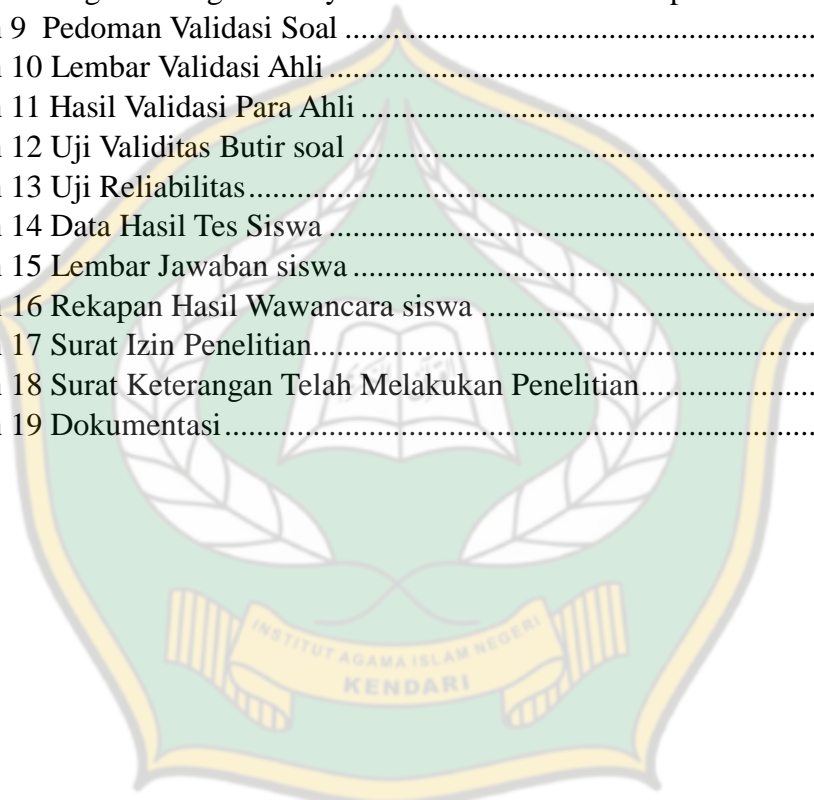 n 9 Pedoman Validasi Soal ........................................................
n 10 Lembar Validasi Ahli ..........................................................
n 11 Hasil Validasi Para Ahli ......................................................
n 12 Uji Validitas Butir soal .......................................................
n 13 Uji Reliabilitas ....................................................................
n 14 Data Hasil Tes Siswa ..........................................................
n 15 Lembar Jawaban siswa .......................................................
n 16 Rekapan Hasil Wawancara siswa .......................................
n 17 Surat Izin Penelitian............................................................
n 18 Surat Keterangan Telah Melakukan Penelitian.....................
n 19 Dokumentasi .......................................................................
INSTITUT AGAMA ISLAM NEGERI
KENDARI